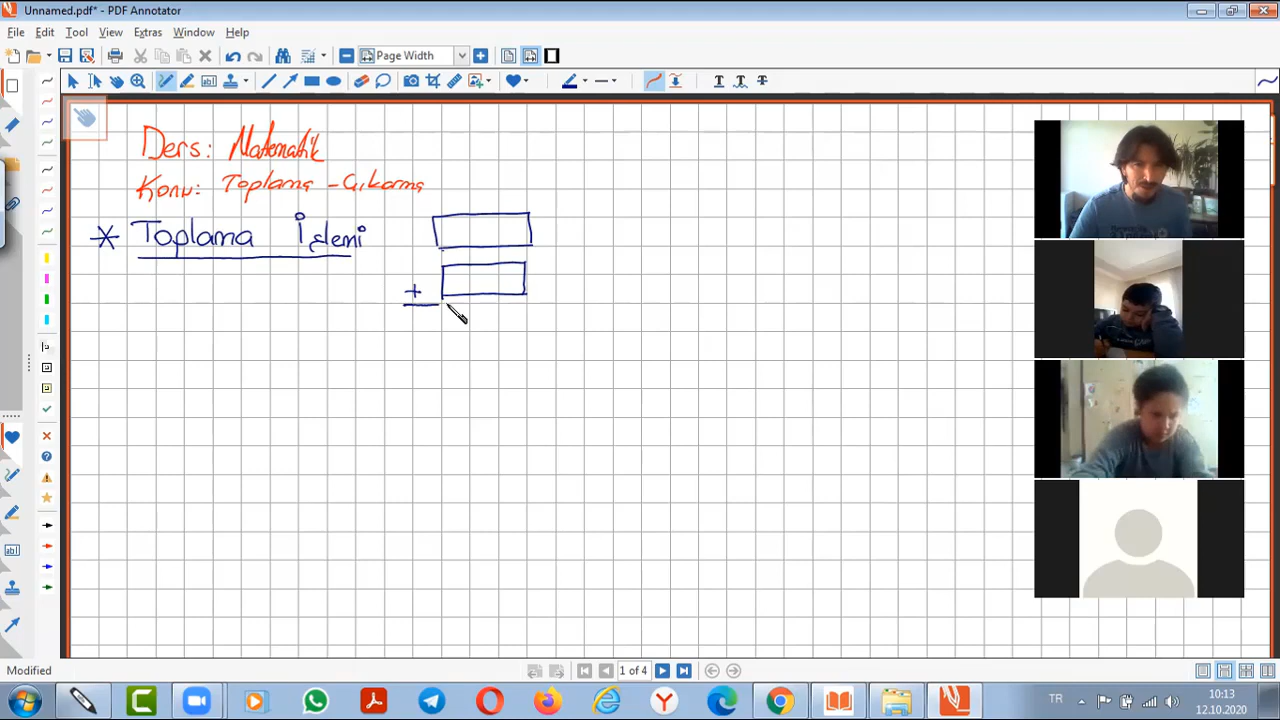 Unnamed.pdf* - PDF Annotator
File Edit Tool View Extras Window Help
Page Width
Ders: Matematik
Konu: Toplama - Çıkarma
* Toplama İşlemi
+
Modified
1 of 4
TR
10:13
12.10.2020